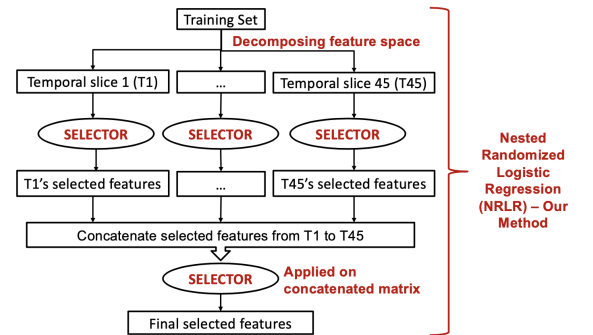 Training Set
Decomposing feature space
Temporal slice 1 (T1)
...
Temporal slice 45 (T45)
SELECTOR
SELECTOR
SELECTOR
T1's selected features
...
T45's selected features
Concatenate selected features from T1 to T45
SELECTOR
Applied on
concatenated matrix
Final selected features
Nested
Randomized
Logistic
Regression
(NRLR) – Our
Method